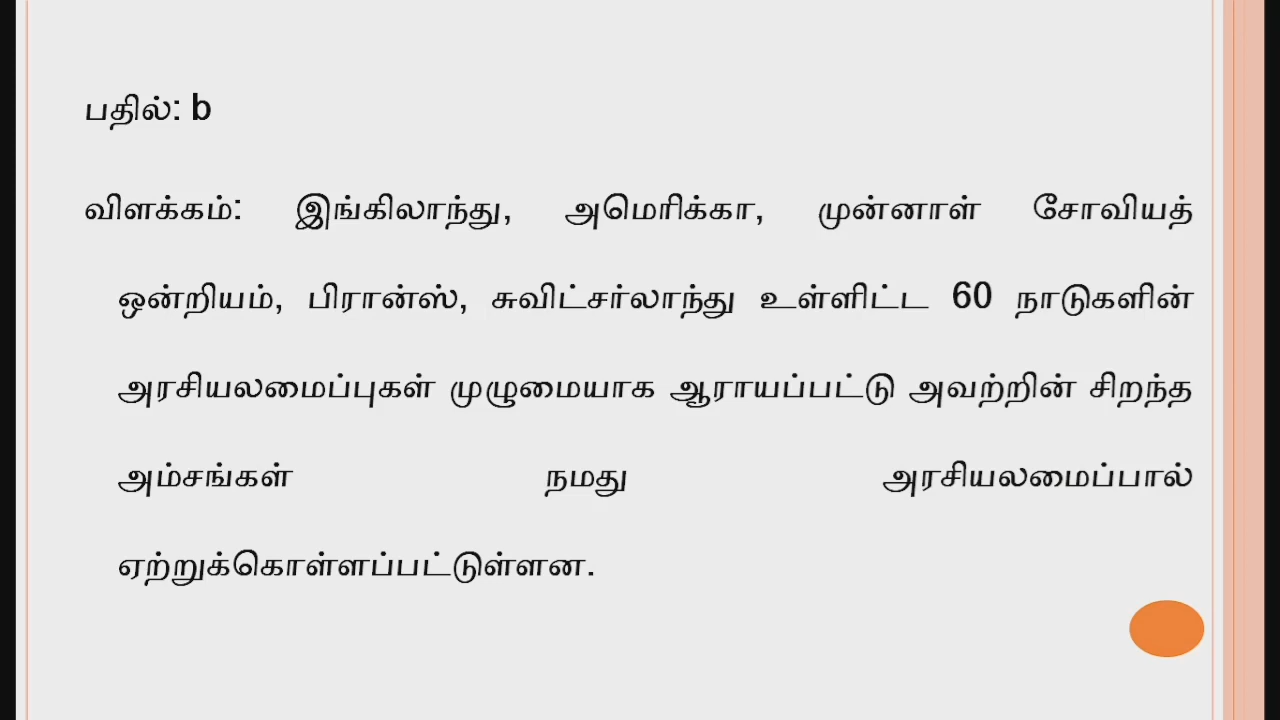 பதில்: b
விளக்கம்: இங்கிலாந்து, அமெரிக்கா, முன்னாள் சோவியத்
ஒன்றியம், பிரான்ஸ், சுவிட்சர்லாந்து உள்ளிட்ட 60 நாடுகளின்
அரசியலமைப்புகள் முழுமையாக ஆராயப்பட்டு அவற்றின் சிறந்த
அம்சங்கள் நமது அரசியலமைப்பால்
ஏற்றுக்கொள்ளப்பட்டுள்ளன.